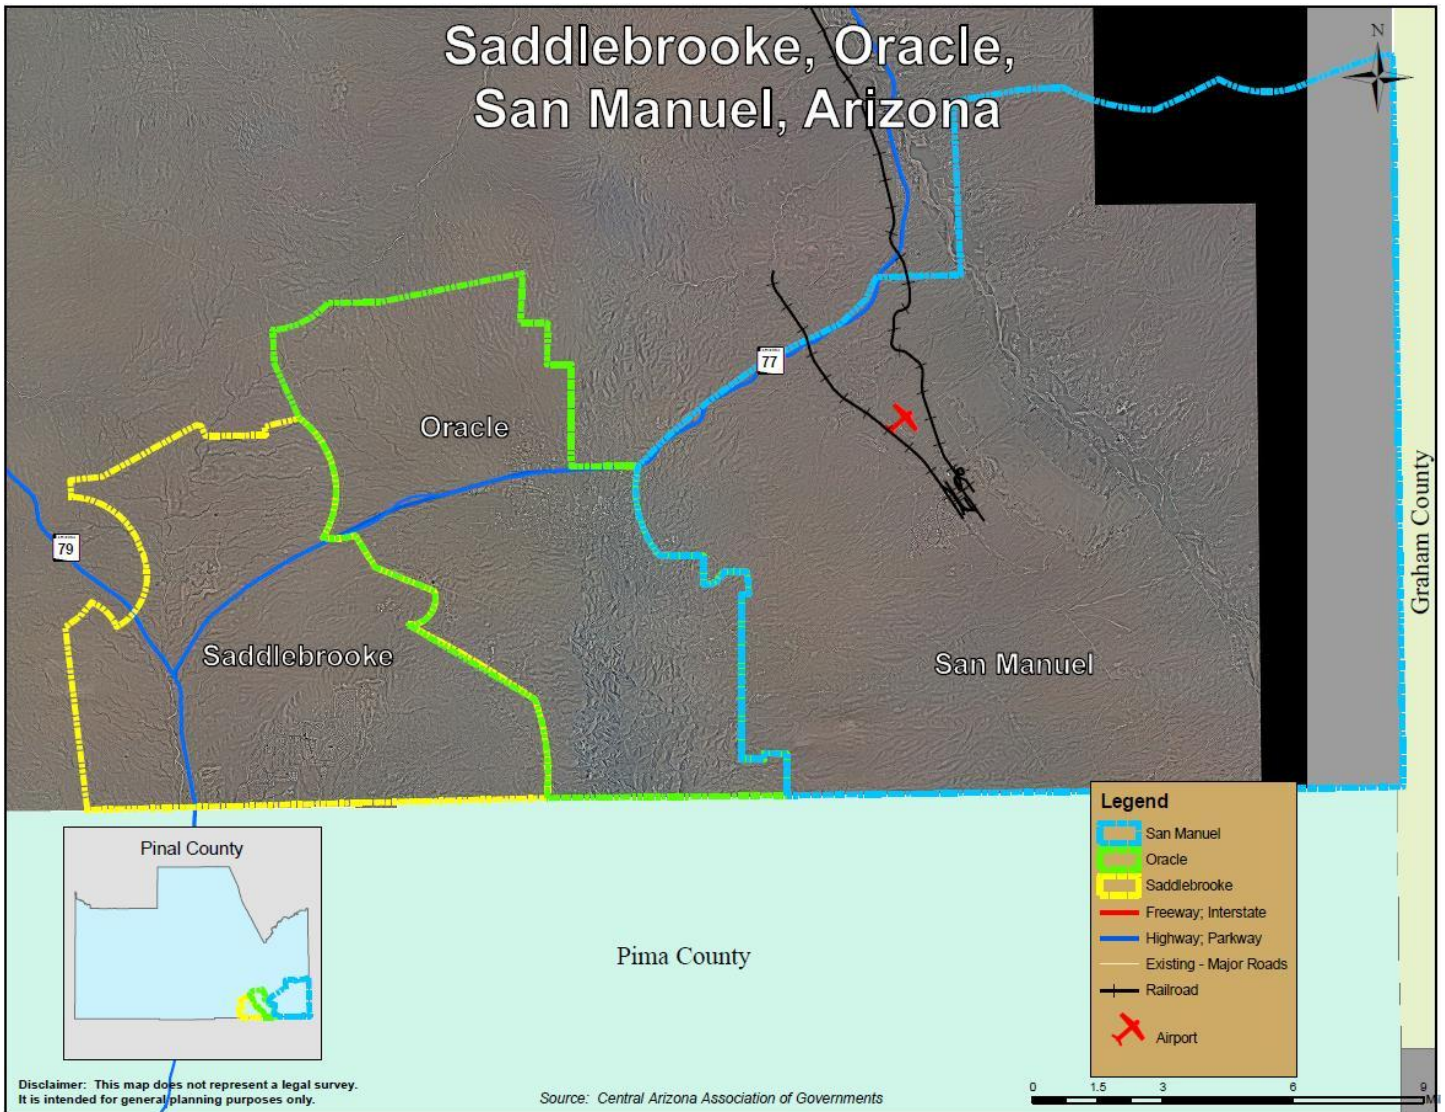 Saddlebrooke, Oracle,
San Manuel, Arizona
N
77
Oracle
79
Graham County
Saddlebrooke
San Manuel
Legend
San Manuel
Oracle
Saddlebrooke
Freeway; Interstate
Highway; Parkway
Existing - Major Roads
Railroad
Airport
Pinal County
Pima County
Disclaimer: This map does not represent a legal survey.
It is intended for general planning purposes only.
Source: Central Arizona Association of Governments
0 1.5 3 6 9